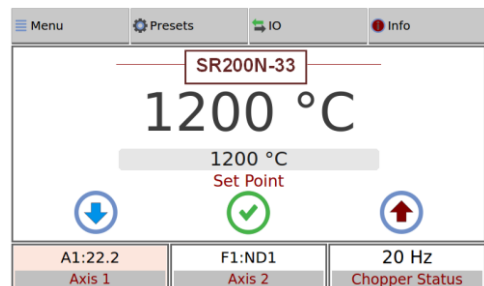 Menu Presets IO Info
SR200N-33
1200 °C
1200 °C
Set Point
A1:22.2 F1:ND1 20 Hz
Axis 1 Axis 2 Chopper Status